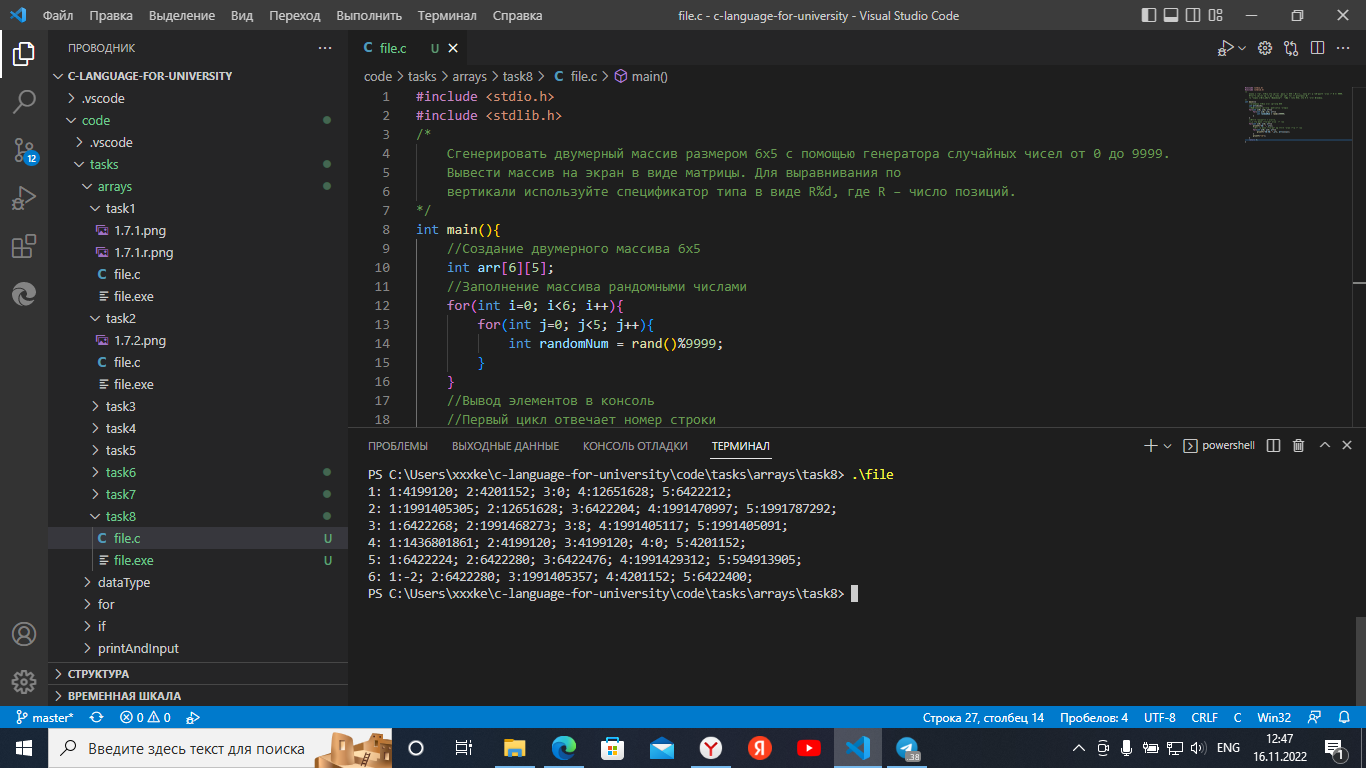 Файл Правка Выделение Вид Переход Выполнить Терминал Справка file.c - c-language-for-university - Visual Studio Code
ПРОВОДНИК
C-LANGUAGE-FOR-UNIVERSITY
.vscode
code
.vscode
tasks
arrays
task1
1.7.1.png
1.7.1.r.png
C file.c
file.exe
task2
1.7.2.png
C file.c
file.exe
task3
task4
task5
task6
task7
task8
C file.c U
file.exe U
dataType
for
if
printAndInput
СТРУКТУРА
ВРЕМЕННАЯ ШКАЛА
12
C file.c U
code > tasks > arrays > task8 > C file.c > main()
1 #include <stdio.h>
2 #include <stdlib.h>
3 /*
4 Сгенерировать двумерный массив размером 6x5 с помощью генератора случайных чисел от 0 до 9999.
5 Вывести массив на экран в виде матрицы. Для выравнивания по
6 вертикали используйте спецификатор типа в виде R%d, где R – число позиций.
7 */
8 int main(){
9 //Создание двумерного массива 6x5
10 int arr[6][5];
11 //Заполнение массива рандомными числами
12 for(int i=0; i<6; i++){
13 for(int j=0; j<5; j++){
14 int randomNum = rand()%9999;
15 }
16 }
17 //Вывод элементов в консоль
18 //Первый цикл отвечает номер строки
ПРОБЛЕМЫ ВЫХОДНЫЕ ДАННЫЕ КОНСОЛЬ ОТЛАДКИ ТЕРМИНАЛ powershell
PS C:\Users\xxxke\c-language-for-university\code\tasks\arrays\task8> .\file
1: 1:4199120; 2:4201152; 3:0; 4:12651628; 5:6422212;
2: 1:1991405305; 2:12651628; 3:6422204; 4:1991470997; 5:1991787292;
3: 1:6422268; 2:1991468273; 3:8; 4:1991405117; 5:1991405091;
4: 1:1436801861; 2:4199120; 3:4199120; 4:0; 5:4201152;
5: 1:6422224; 2:6422280; 3:6422476; 4:1991429312; 5:594913905;
6: 1:-2; 2:6422280; 3:1991405357; 4:4201152; 5:6422400;
PS C:\Users\xxxke\c-language-for-university\code\tasks\arrays\task8>
master* 0 0 Строка 27, столбец 14 Пробелов: 4 UTF-8 CRLF C Win32
Введите здесь текст для поиска
Я
38
ENG
12:47
16.11.2022
1